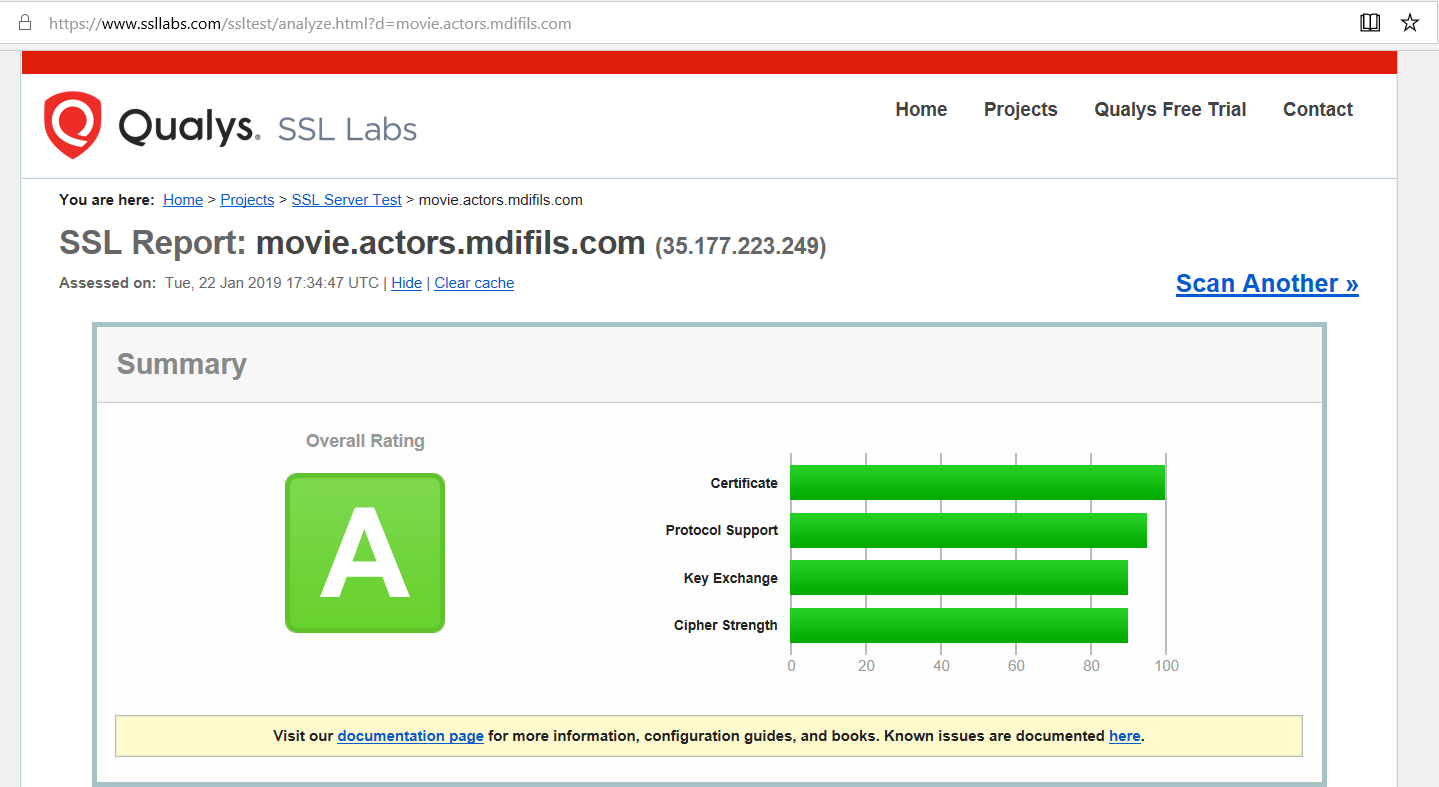 https://www.ssllabs.com/ssltest/analyze.html?d=movie.actors.mdifils.com
Qualys. SSL Labs
Home Projects Qualys Free Trial Contact
You are here: Home > Projects > SSL Server Test > movie.actors.mdifils.com
SSL Report: movie.actors.mdifils.com (35.177.223.249)
Assessed on: Tue, 22 Jan 2019 17:34:47 UTC | Hide | Clear cache
Scan Another »
Summary
Overall Rating
A
Certificate
Protocol Support
Key Exchange
Cipher Strength
0 20 40 60 80 100
Visit our documentation page for more information, configuration guides, and books. Known issues are documented here.